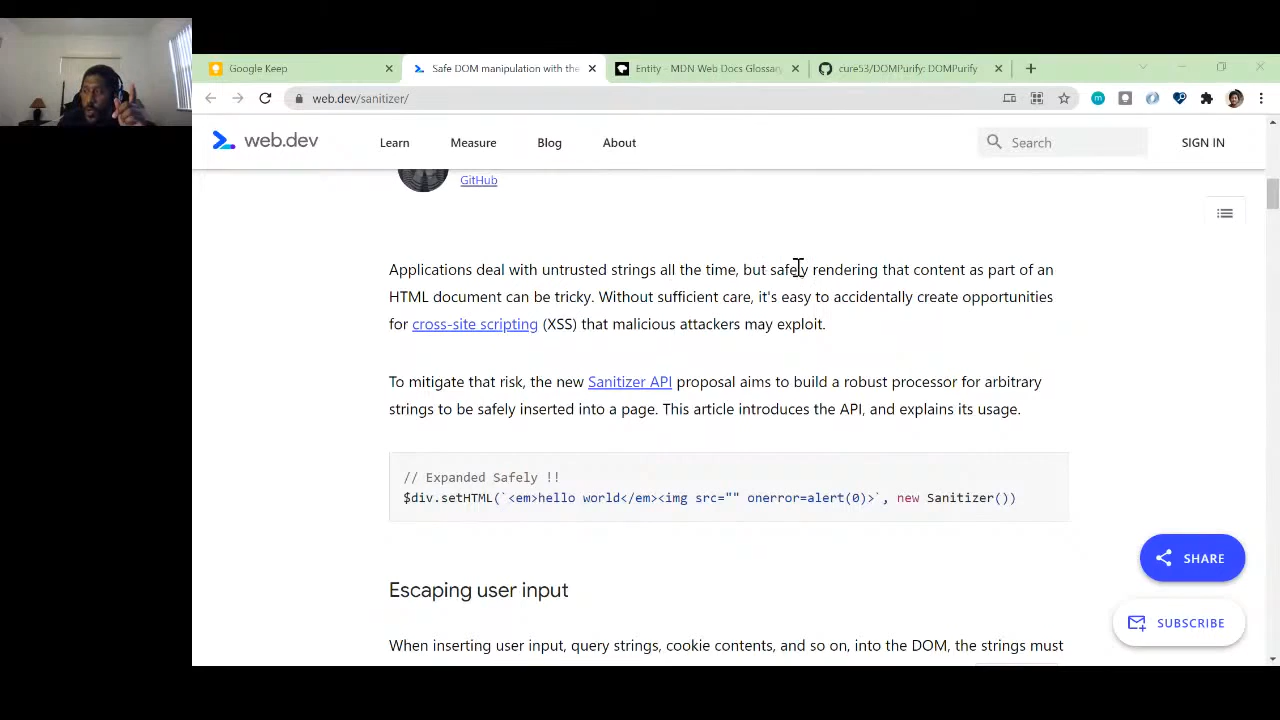 Google Keep
Safe DOM manipulation with the
Entity - MDN Web Docs Glossary
cure53/DOMPurify: DOMPurify
web.dev/sanitizer/
web.dev
Learn
Measure
Blog
About
Search
SIGN IN
GitHub
Applications deal with untrusted strings all the time, but safely rendering that content as part of an
HTML document can be tricky. Without sufficient care, it's easy to accidentally create opportunities
for cross-site scripting (XSS) that malicious attackers may exploit.
To mitigate that risk, the new Sanitizer API proposal aims to build a robust processor for arbitrary
strings to be safely inserted into a page. This article introduces the API, and explains its usage.
// Expanded Safely !!
$div.setHTML(`<em>hello world</em><img src="" onerror=alert(0)>`, new Sanitizer())
SHARE
Escaping user input
SUBSCRIBE
When inserting user input, query strings, cookie contents, and so on, into the DOM, the strings must